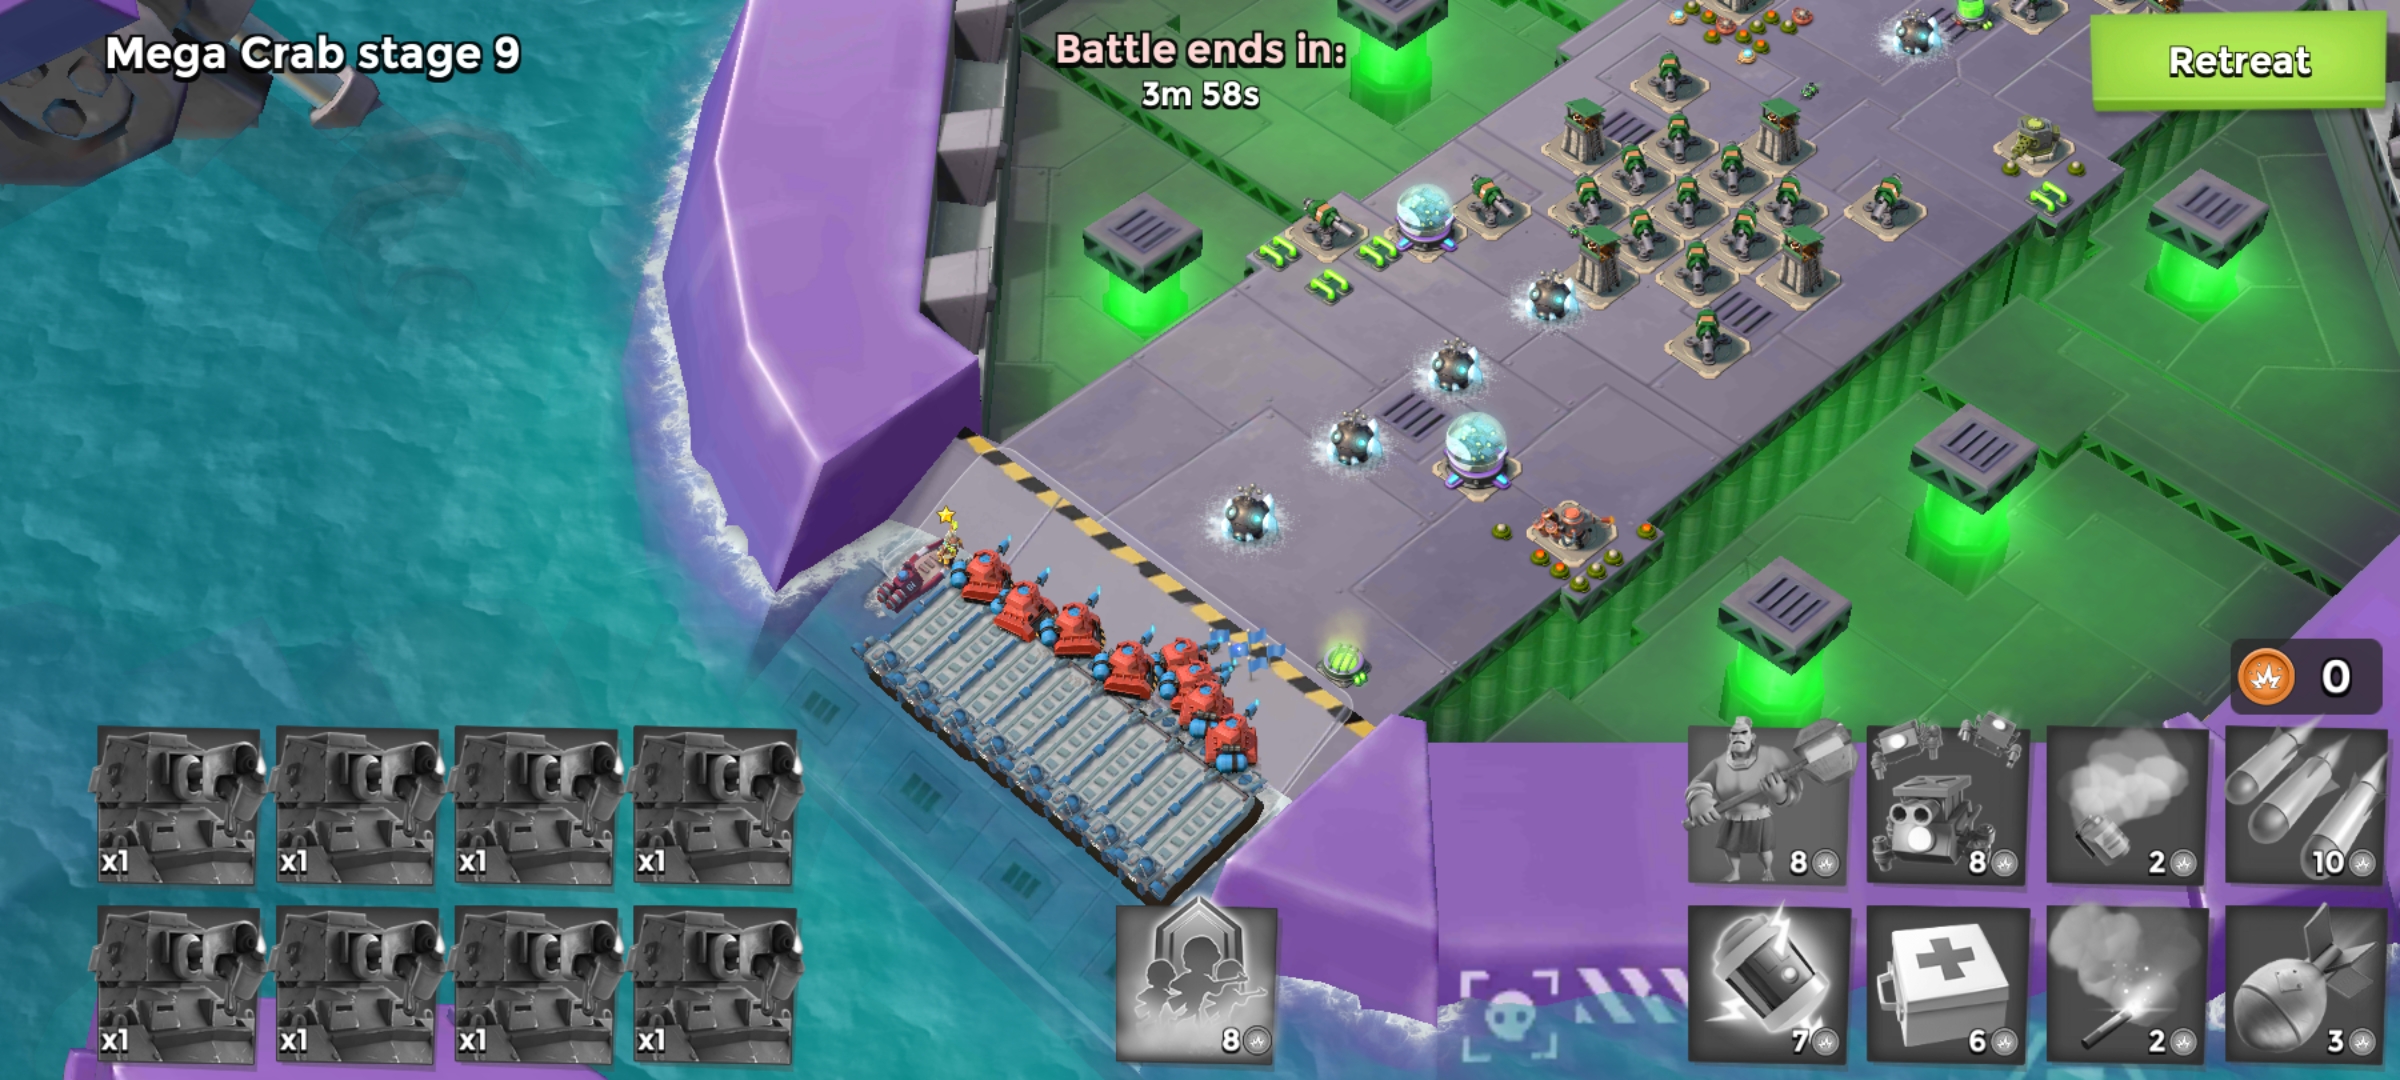 Mega Crab stage 9
Battle ends in:
3m 58s
Retreat
0
x1
x1
x1
x1
8
8
2
10
x1
x1
x1
x1
8
7
6
2
3